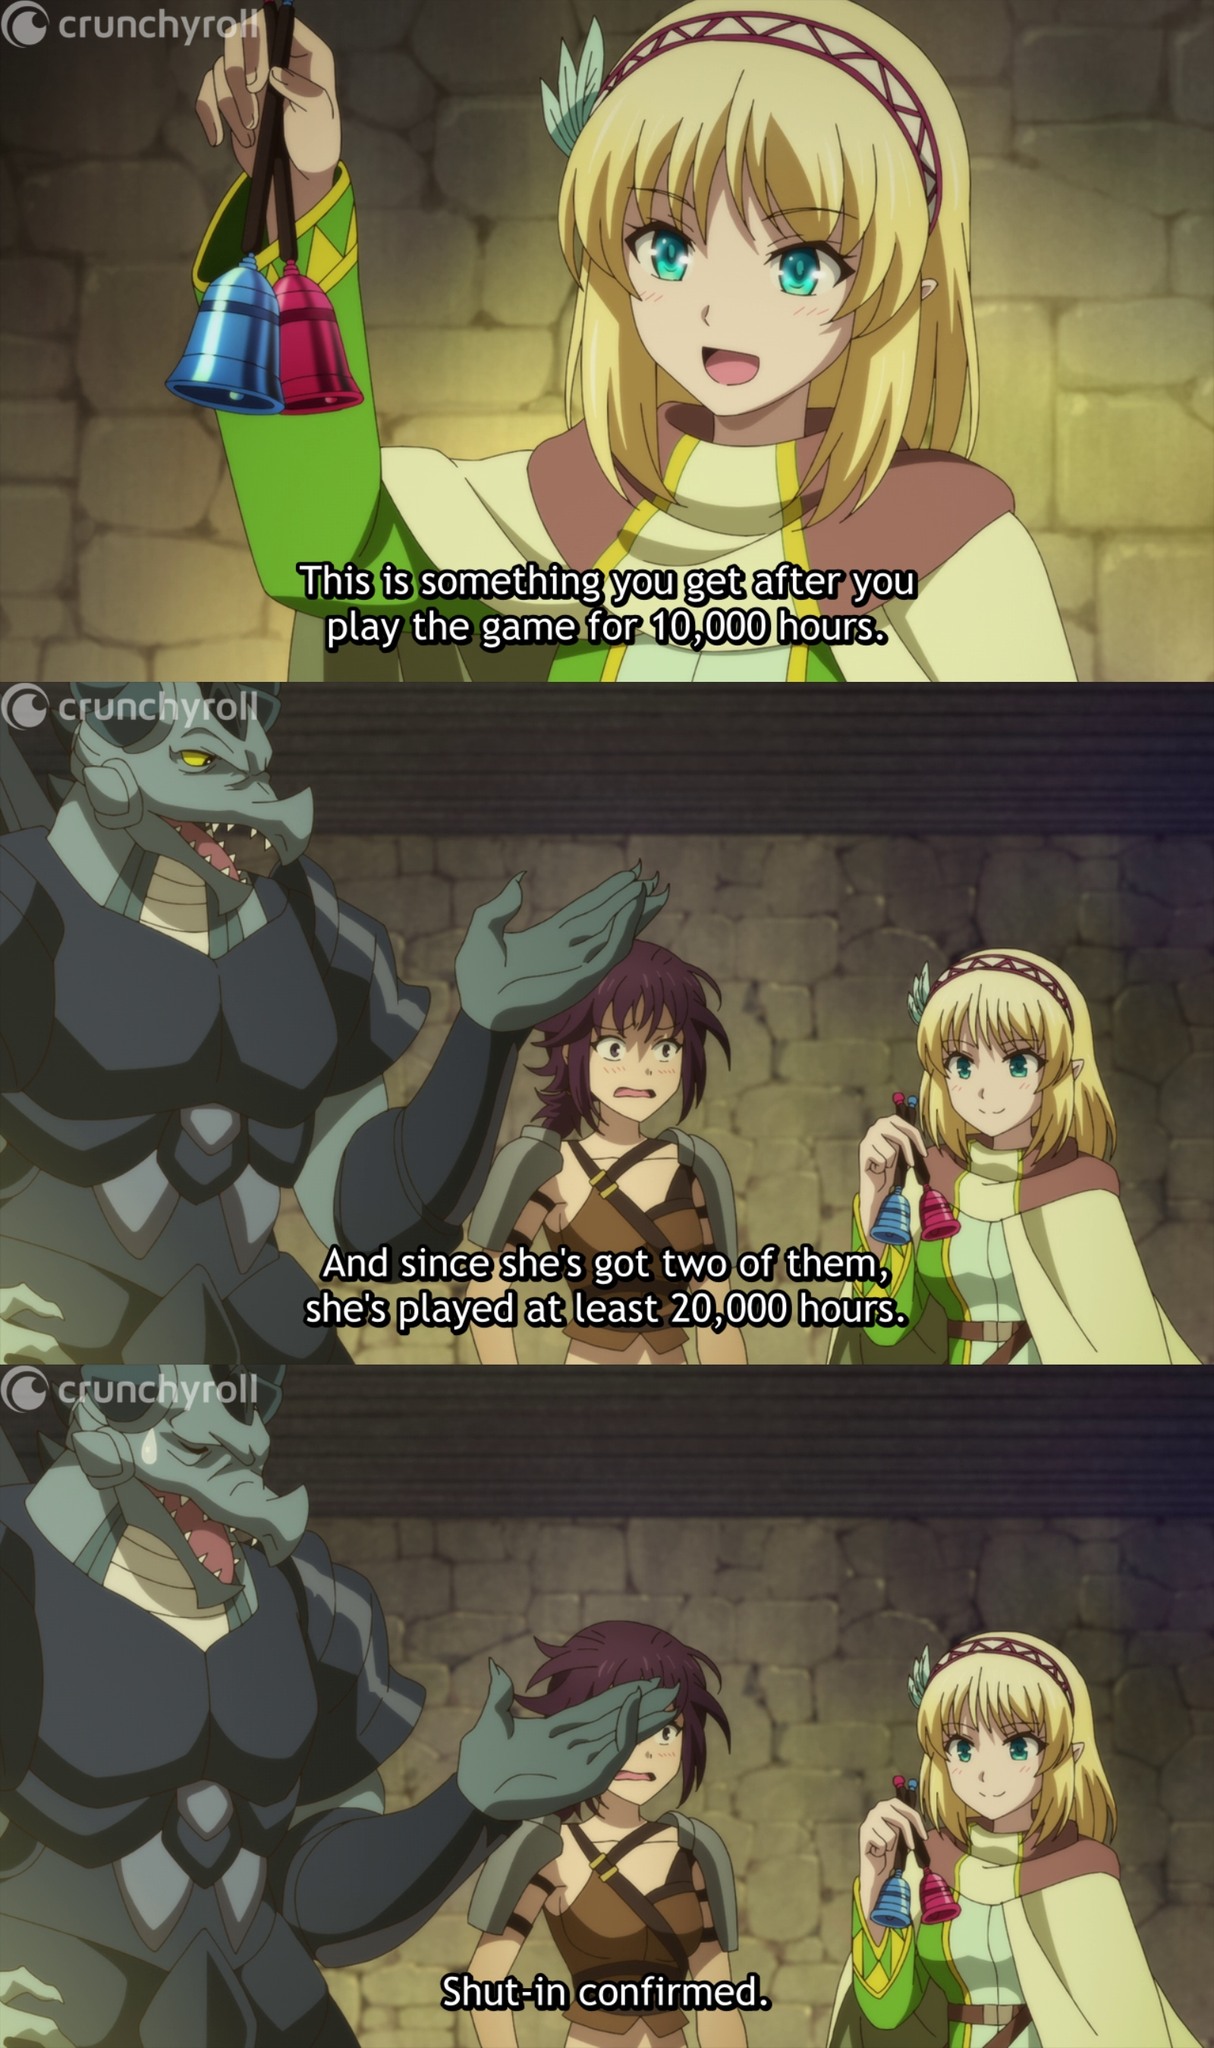 crunchyroll
This is something you get after you
play the game for 10,000 hours.
crunchyroll
And since she's got two of them,
she's played at least 20,000 hours.
crunchyroll
Shut-in confirmed.